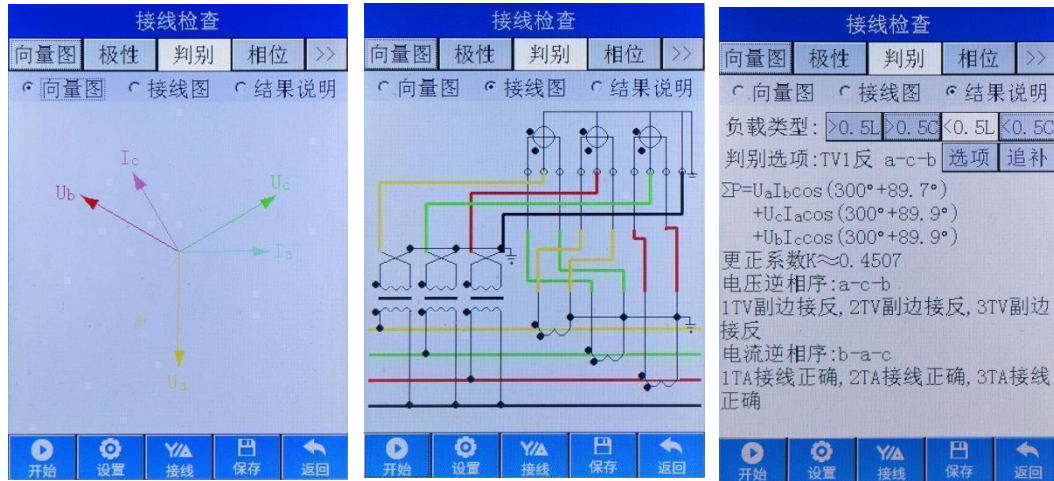 接线检查
向量图 极性 判别 相位 >>
向量图 接线图 结果说明
Ic
Ub
Uc
Ia
Ua
开始 设置 Y/△ 接线 保存 返回
接线检查
向量图 极性 判别 相位 >>
向量图 接线图 结果说明
开始 设置 Y/△ 接线 保存 返回
接线检查
向量图 极性 判别 相位 >>
向量图 接线图 结果说明
负载类型: >0.5L >0.5C <0.5L <0.5C
判别选项:TV1反 a-c-b 选项 追补
ΣP=UaIbcos(300°+89.7°)
+UcIacos(300°+89.9°)
+UbIccos(300°+89.9°)
更正系数K≈0.4507
电压逆相序:a-c-b
1TV副边接反,2TV副边接反,3TV副边
接反
电流逆相序:b-a-c
1TA接线正确,2TA接线正确,3TA接线
正确
开始 设置 Y/△ 接线 保存 返回